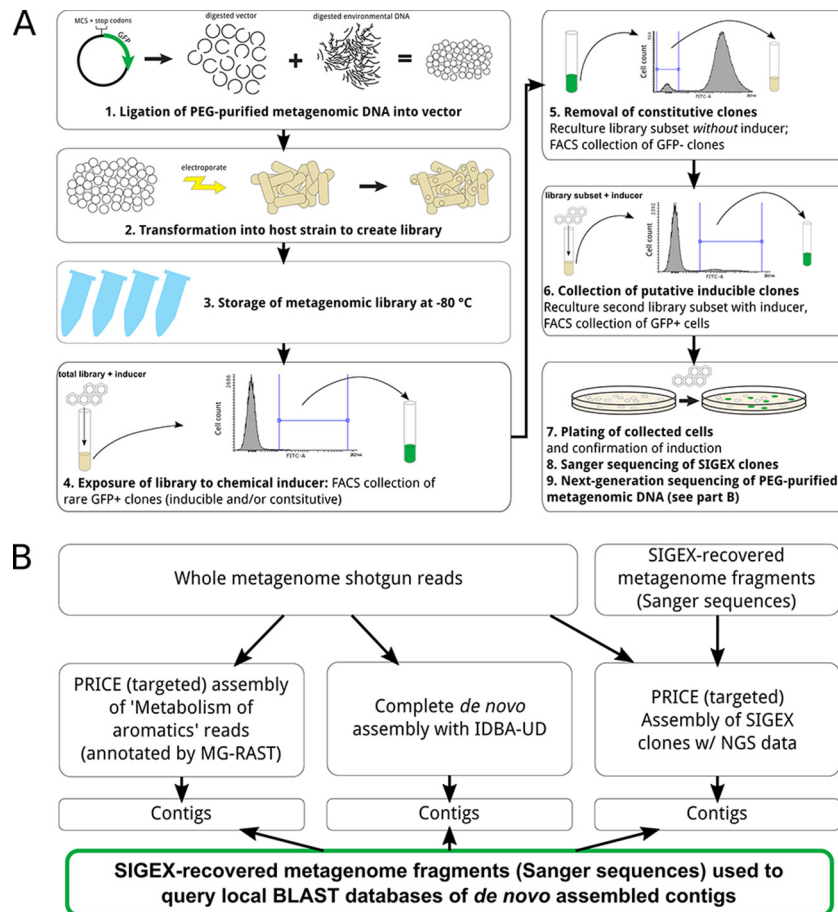 A
MCS + stop codons
GFP
digested vector
digested environmental DNA
+
=
1. Ligation of PEG-purified metagenomic DNA into vector
electroporate
2. Transformation into host strain to create library
3. Storage of metagenomic library at -80 °C
total library + inducer
2686
Cell count
FITC-A
4. Exposure of library to chemical inducer: FACS collection of
rare GFP+ clones (inducible and/or contsitutive)
Cell count
FITC-A
5. Removal of constitutive clones
Reculture library subset without inducer;
FACS collection of GFP- clones
library subset + inducer
2392
Cell count
FITC-A
6. Collection of putative inducible clones
Reculture second library subset with inducer,
FACS collection of GFP+ cells
7. Plating of collected cells
and confirmation of induction
8. Sanger sequencing of SIGEX clones
9. Next-generation sequencing of PEG-purified
metagenomic DNA (see part B)
B
Whole metagenome shotgun reads
SIGEX-recovered
metagenome fragments
(Sanger sequences)
PRICE (targeted) assembly
of 'Metabolism of
aromatics' reads
(annotated by MG-RAST)
Complete de novo
assembly with IDBA-UD
PRICE (targeted)
Assembly of SIGEX
clones w/ NGS data
Contigs
Contigs
Contigs
SIGEX-recovered metagenome fragments (Sanger sequences) used to
query local BLAST databases of de novo assembled contigs